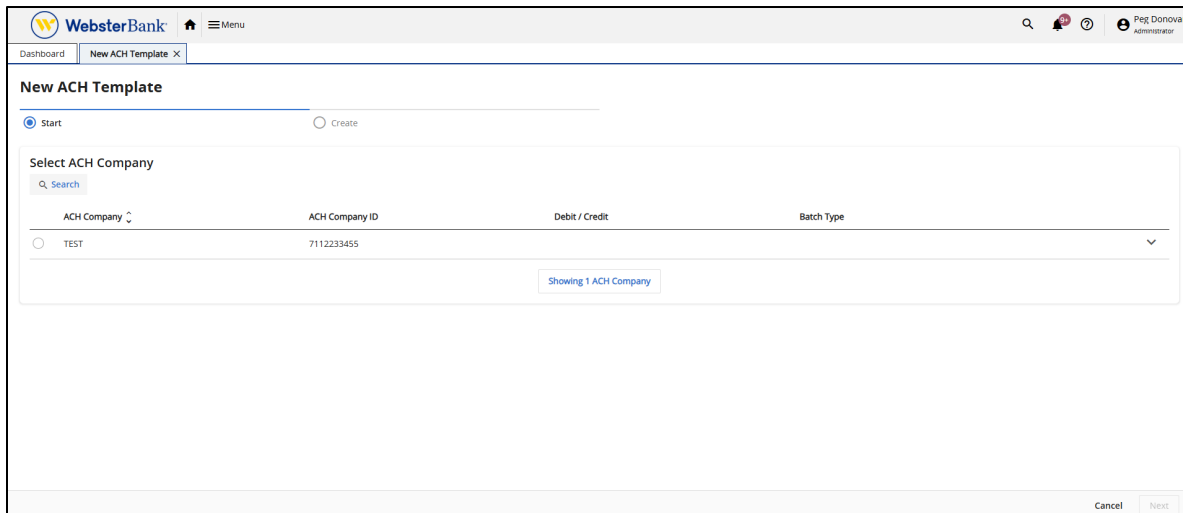 WebsterBank Menu 9+ Peg Donova
Administrator
Dashboard New ACH Template
New ACH Template
Start Create
Select ACH Company
Search
ACH Company ACH Company ID Debit / Credit Batch Type
TEST 7112233455
Showing 1 ACH Company
Cancel Next